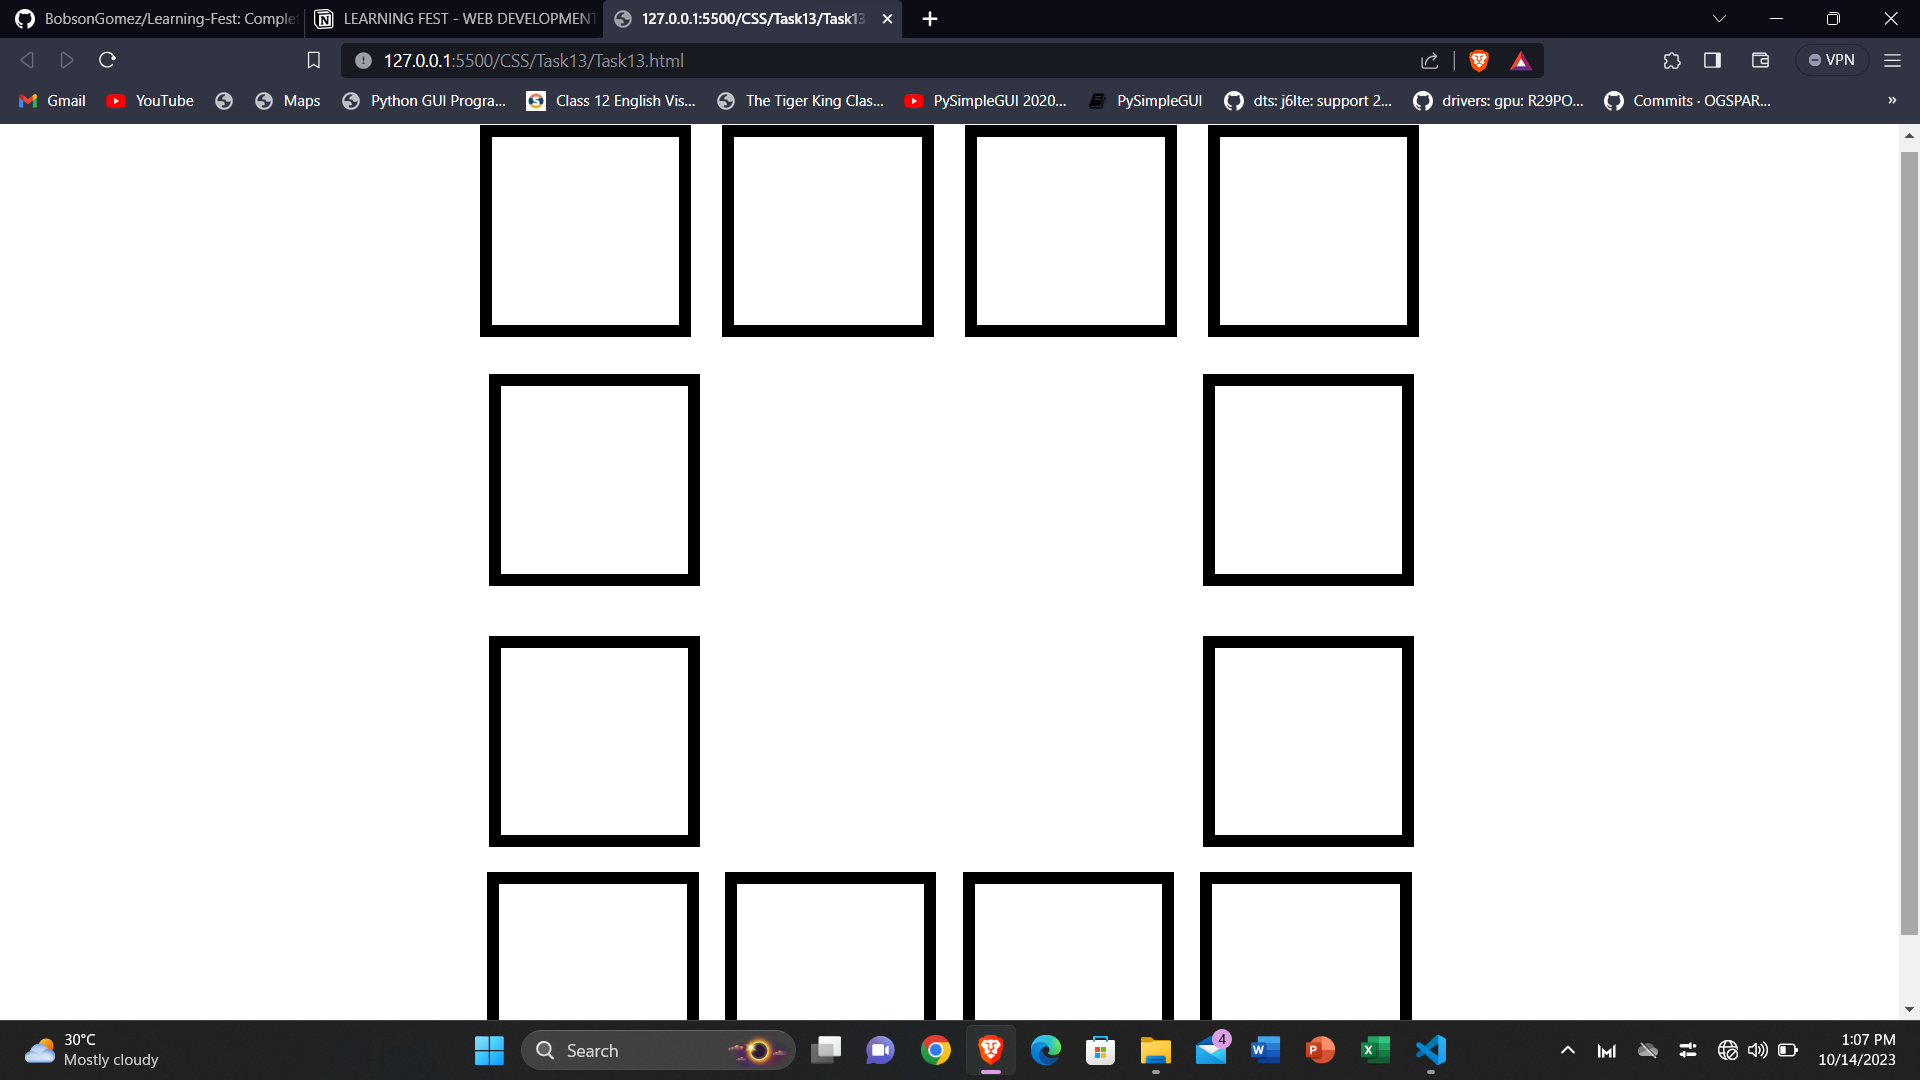 BobsonGomez/Learning-Fest: Comple
LEARNING FEST - WEB DEVELOPMENT
127.0.0.1:5500/CSS/Task13/Task13
127.0.0.1:5500/CSS/Task13/Task13.html
VPN
Gmail
YouTube
Maps
Python GUI Progra...
Class 12 English Vis...
The Tiger King Clas...
PySimpleGUI 2020...
PySimpleGUI
dts: j6lte: support 2...
drivers: gpu: R29PO...
Commits · OGSPAR...
»
30°C
Mostly cloudy
Search
4
1:07 PM
10/14/2023